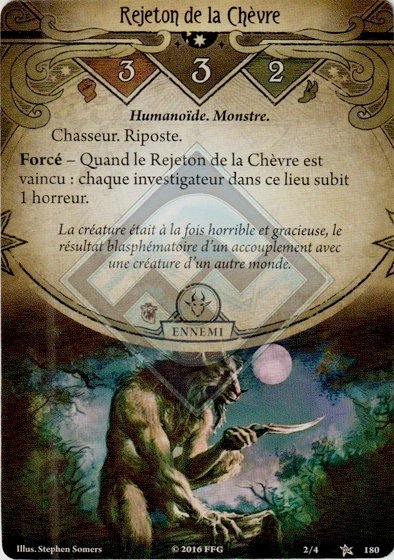 Rejeton de la Chèvre
3 3 2
Humanoïde. Monstre.
Chasseur. Riposte.
Forcé – Quand le Rejeton de la Chèvre est
vaincu : chaque investigateur dans ce lieu subit
1 horreur.
La créature était à la fois horrible et gracieuse, le
résultat blasphématoire d’un accouplement avec
une créature d’un autre monde.
ENNEMI
Illus. Stephen Somers © 2016 FFG 2/4 180